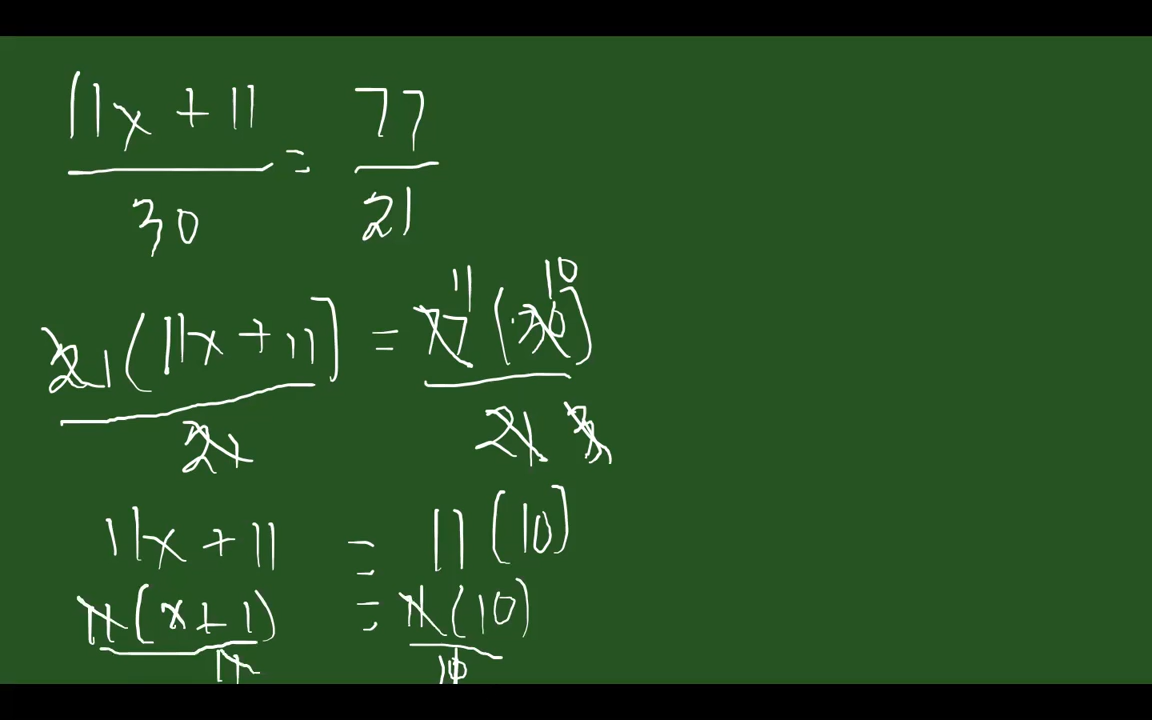 11x + 11 = 77
30 21
21(11x + 11) = 77(30)
11 10
21 21 3
11x + 11 = 11(10)
11(x + 1) = 11(10)
11